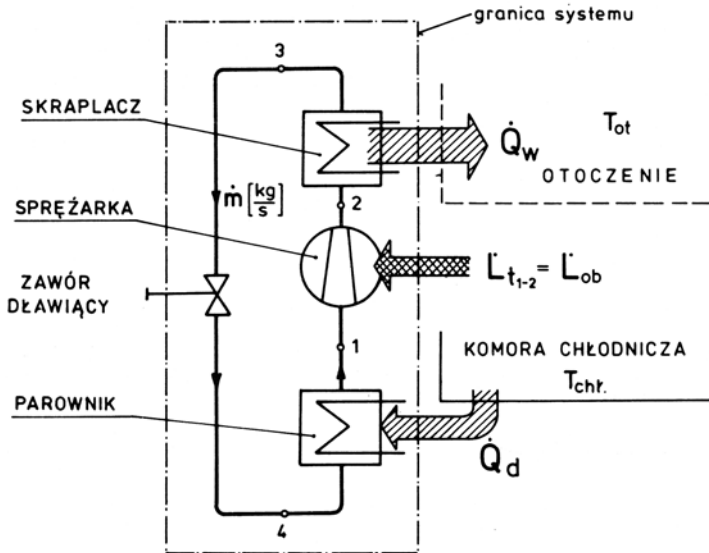 granica systemu
3
SKRAPLACZ
Q̇w
Tot
OTOCZENIE
ṁ [kg/s]
2
SPRĘŻARKA
L̇t1-2 = L̇ob
ZAWÓR
DŁAWIĄCY
1
KOMORA CHŁODNICZA
Tchł.
PAROWNIK
Q̇d
4